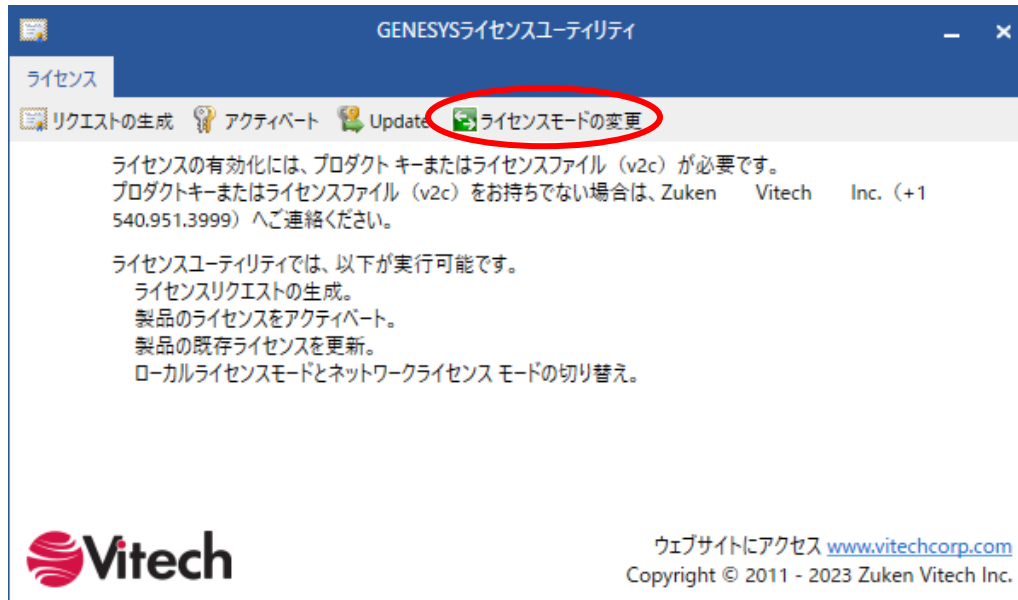 GENESYSライセンスユーティリティ
ライセンス
リクエストの生成 アクティベート Update ライセンスモードの変更
ライセンスの有効化には、プロダクト キーまたはライセンスファイル（v2c）が必要です。
プロダクトキーまたはライセンスファイル（v2c）をお持ちでない場合は、Zuken Vitech Inc.（+1
540.951.3999）へご連絡ください。
ライセンスユーティリティでは、以下が実行可能です。
ライセンスリクエストの生成。
製品のライセンスをアクティベート。
製品の既存ライセンスを更新。
ローカルライセンスモードとネットワークライセンス モードの切り替え。
Vitech
ウェブサイトにアクセス www.vitechcorp.com
Copyright © 2011 - 2023 Zuken Vitech Inc.